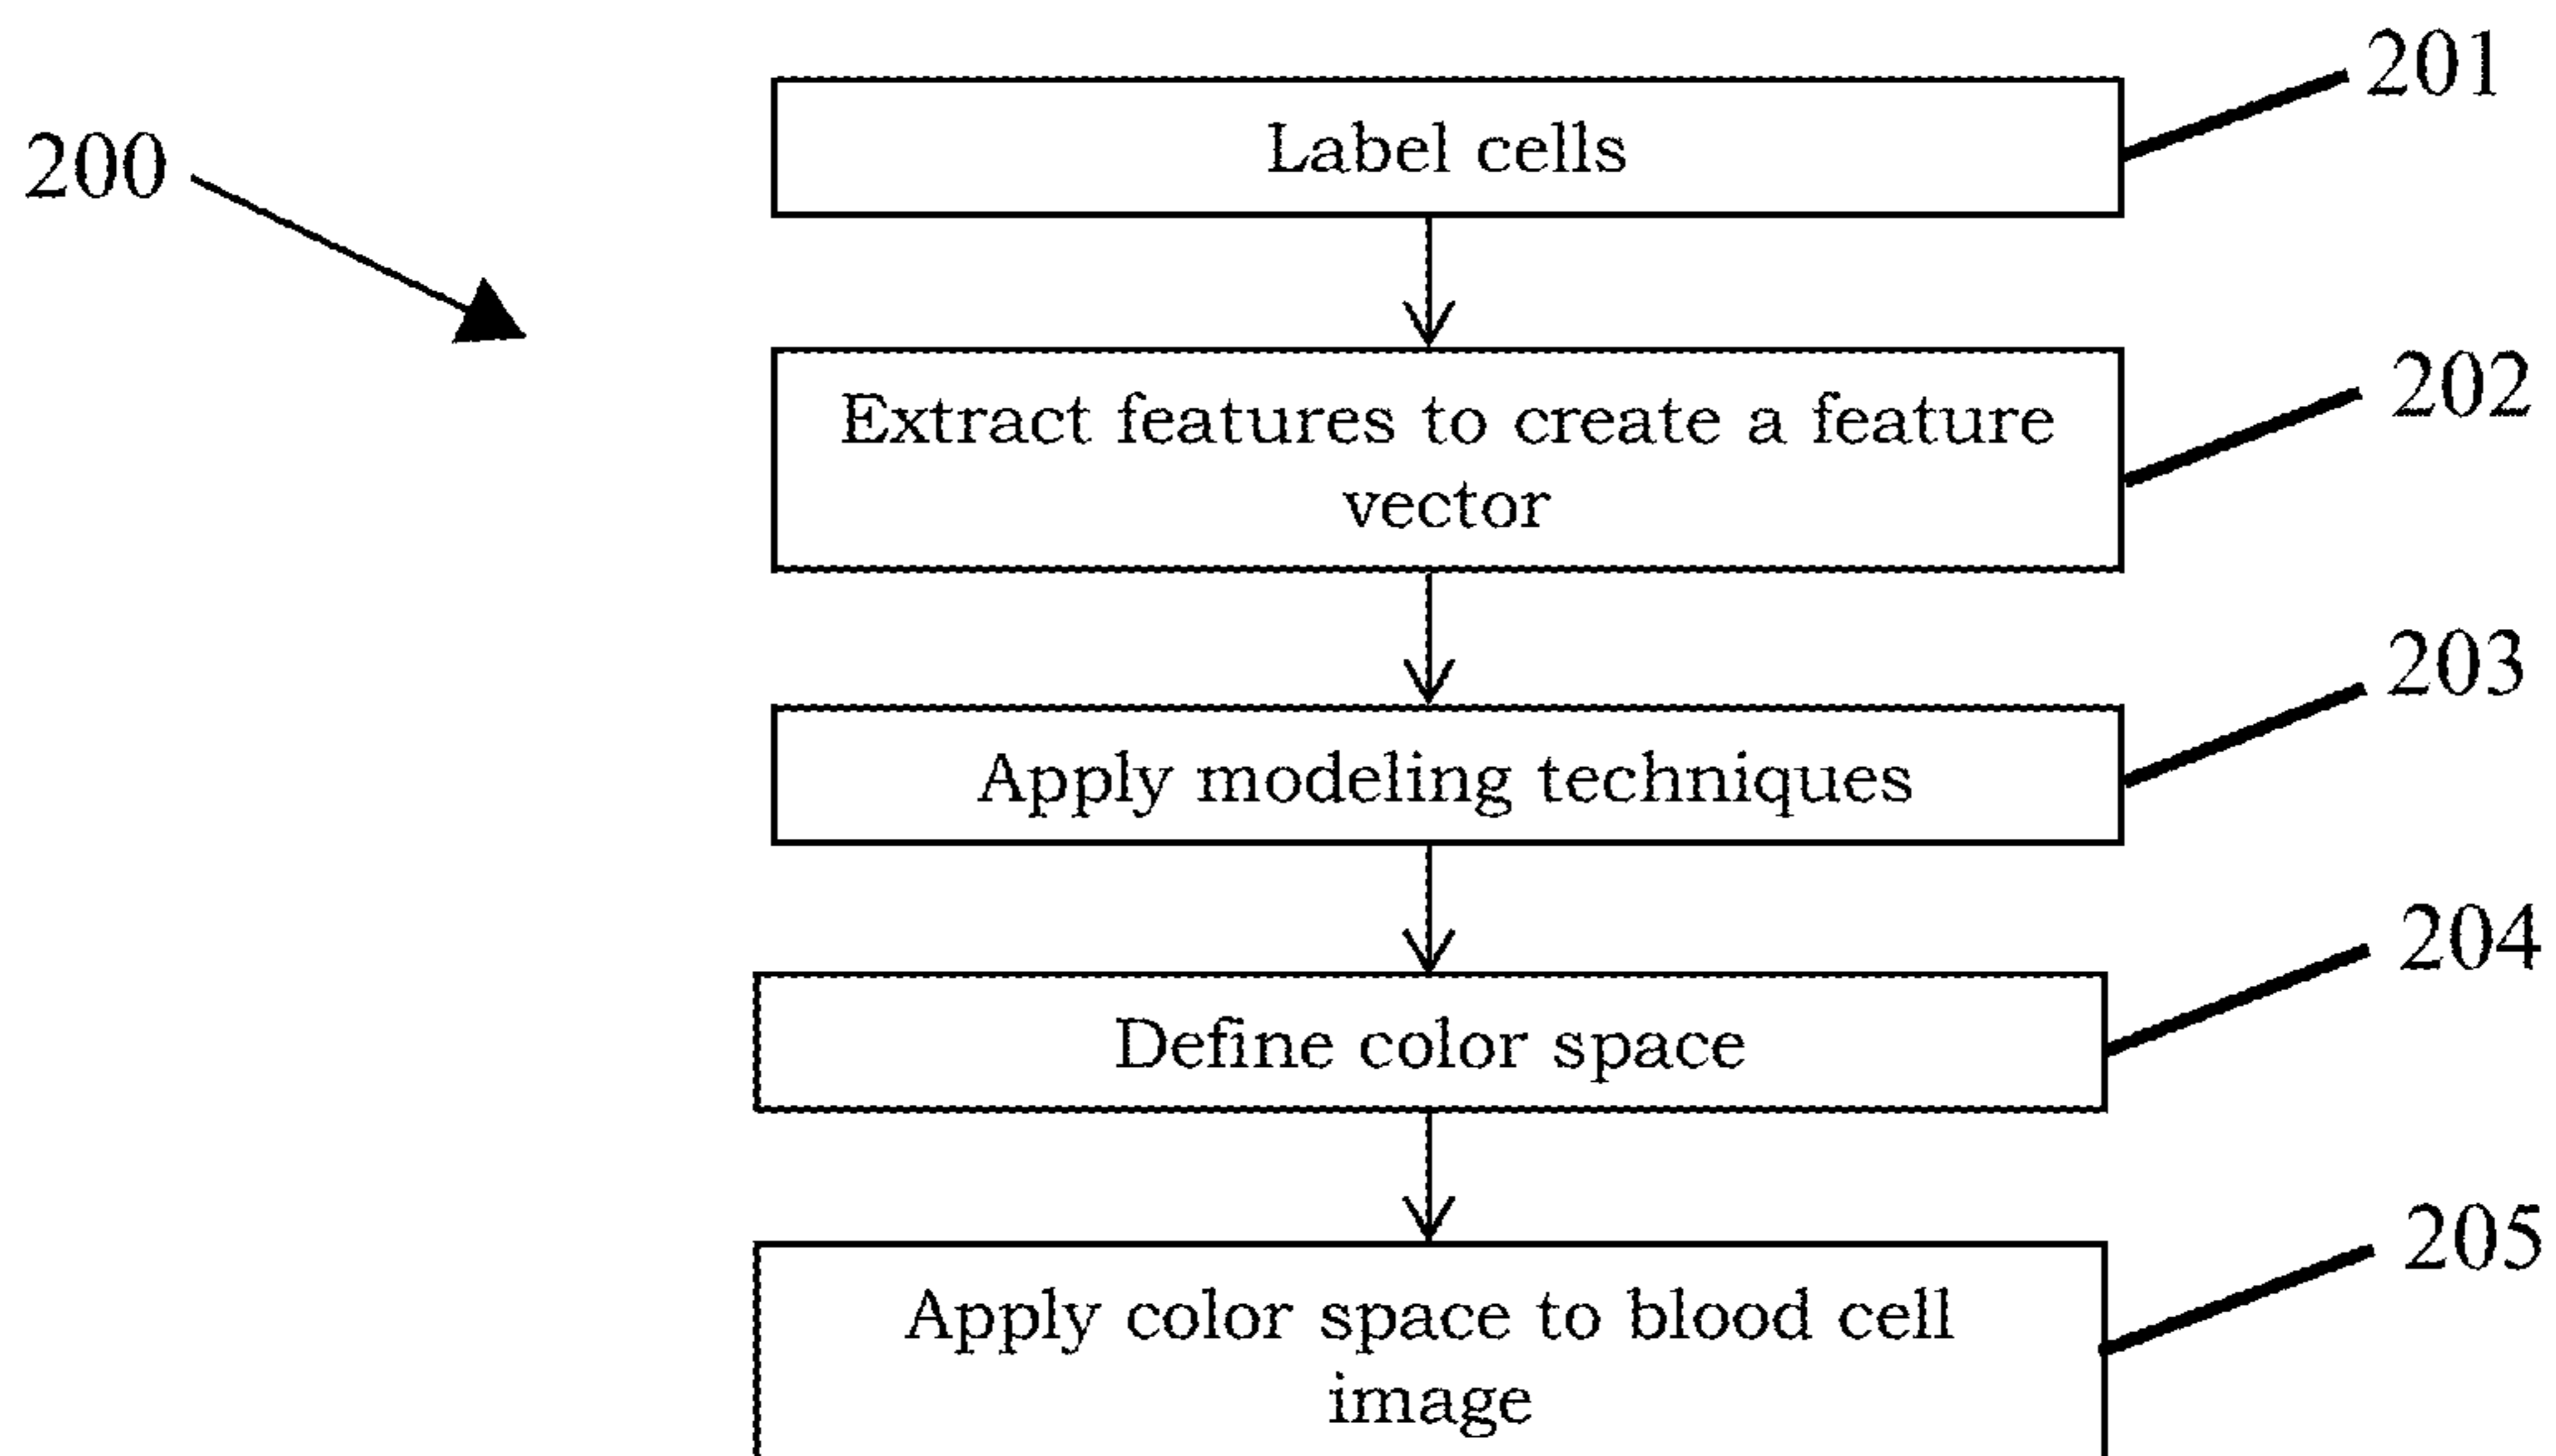 201
Label cells
200
202
Extract features to create a feature
vector
203
Apply modeling techniques
204
Define color space
205
Apply color space to blood cell
image